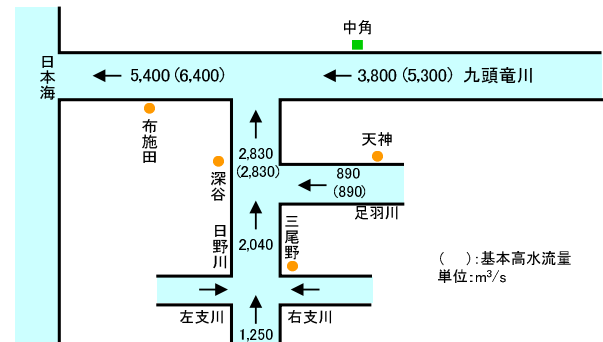 中角
日本海
5,400(6,400)
3,800(5,300) 九頭竜川
布施田
深谷
2,830
(2,830)
天神
890
(890)
足羽川
日野川
三尾野
2,040
( ):基本高水流量
単位:m³/s
左支川
右支川
1,250